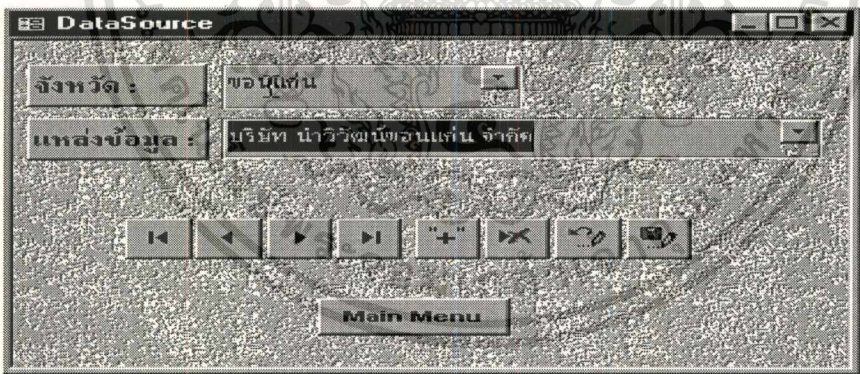 DataSource
จังหวัด :
ขอนแก่น
แหล่งข้อมูล :
บริษัท นำวิวัฒน์ขอนแก่น จำกัด
"+"
Main Menu